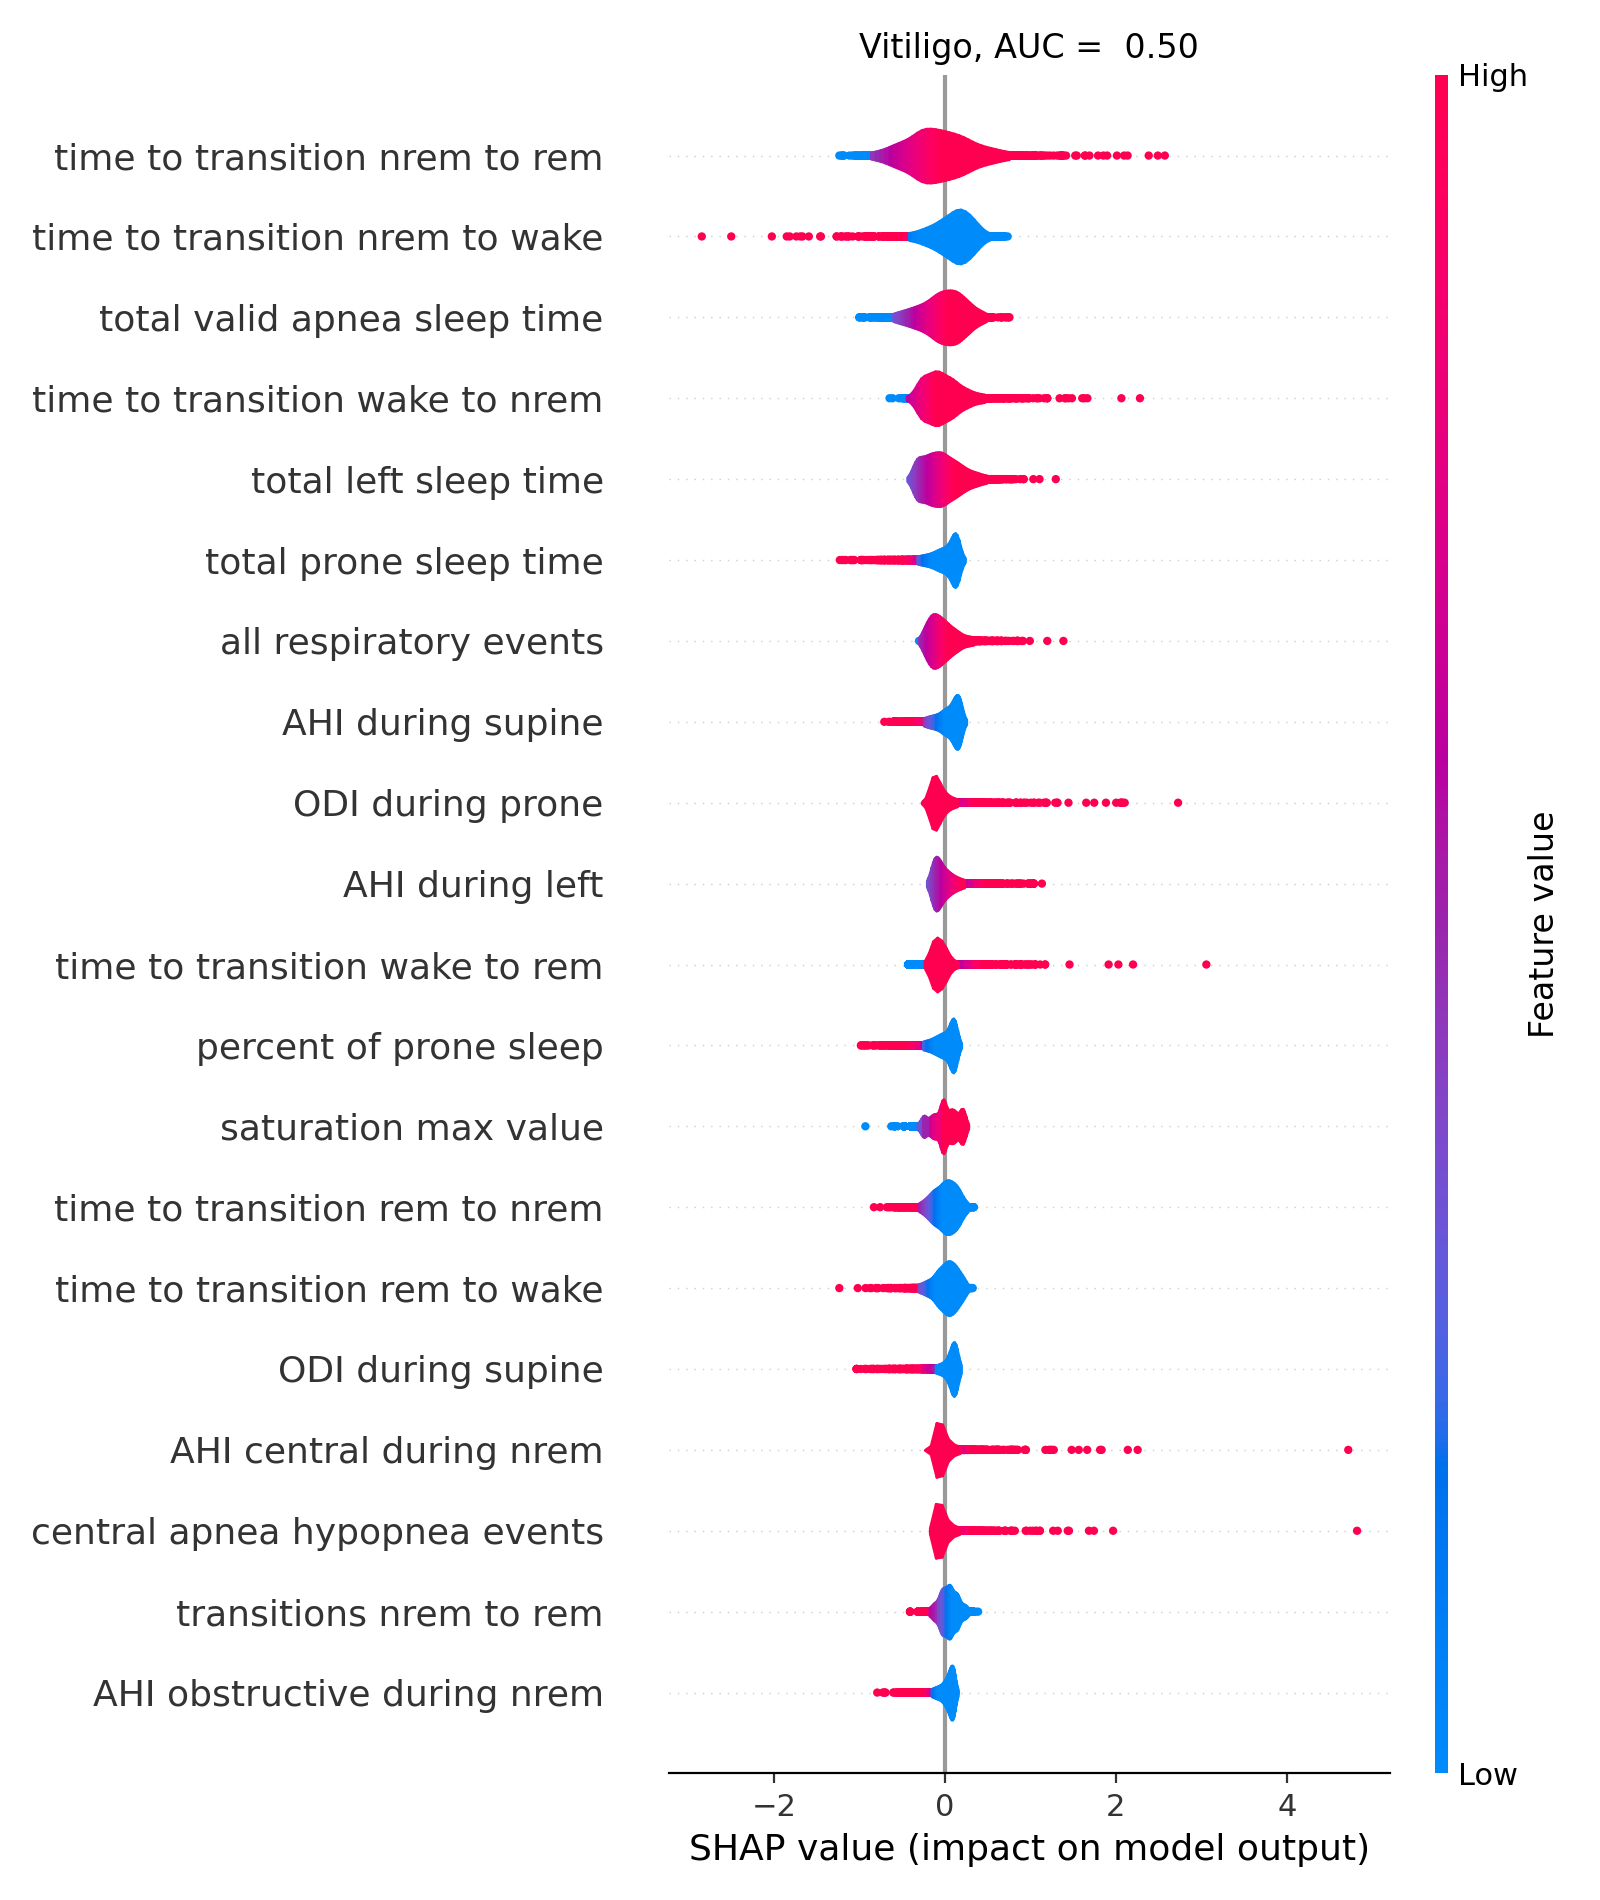 Vitiligo, AUC =  0.50
High
time to transition nrem to rem
time to transition nrem to wake
total valid apnea sleep time
time to transition wake to nrem
total left sleep time
total prone sleep time
all respiratory events
AHI during supine
ODI during prone
AHI during left
time to transition wake to rem
percent of prone sleep
saturation max value
time to transition rem to nrem
time to transition rem to wake
ODI during supine
AHI central during nrem
central apnea hypopnea events
transitions nrem to rem
AHI obstructive during nrem
Feature value
Low
−2 0 2 4
SHAP value (impact on model output)